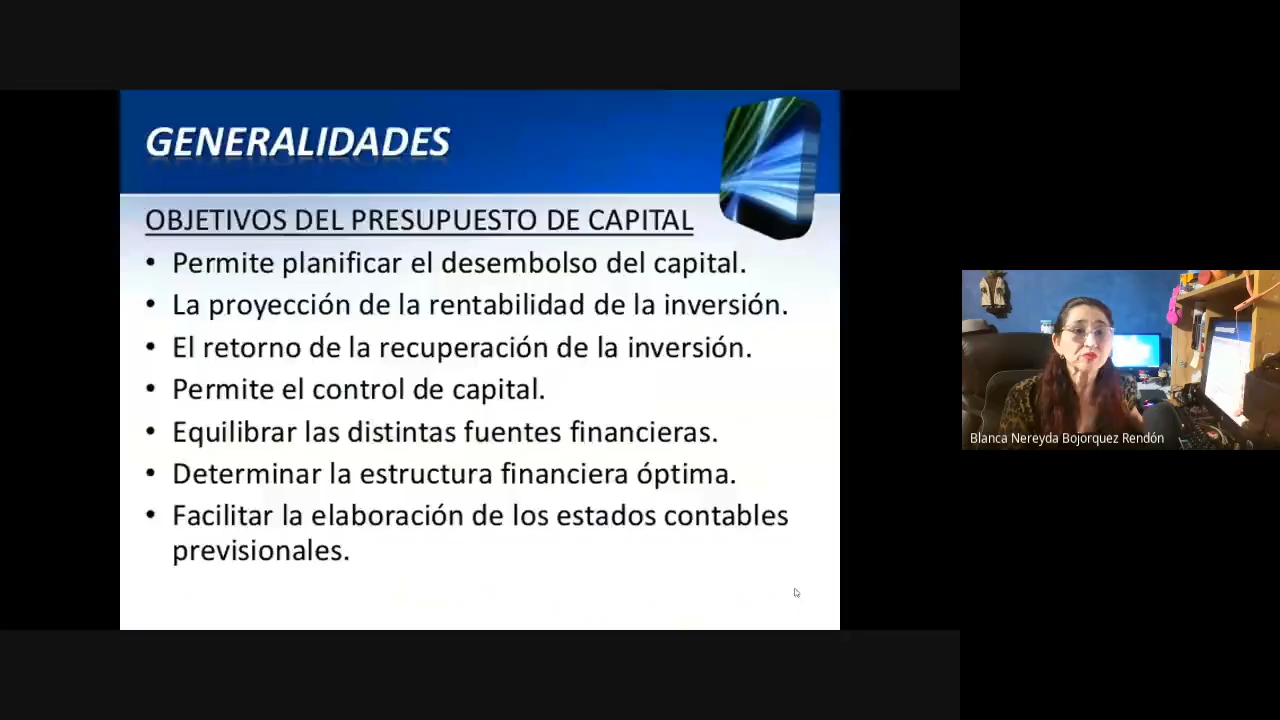 GENERALIDADES
OBJETIVOS DEL PRESUPUESTO DE CAPITAL
• Permite planificar el desembolso del capital.
• La proyección de la rentabilidad de la inversión.
• El retorno de la recuperación de la inversión.
• Permite el control de capital.
• Equilibrar las distintas fuentes financieras.
• Determinar la estructura financiera óptima.
• Facilitar la elaboración de los estados contables
previsionales.
Blanca Nereyda Bojorquez Rendón